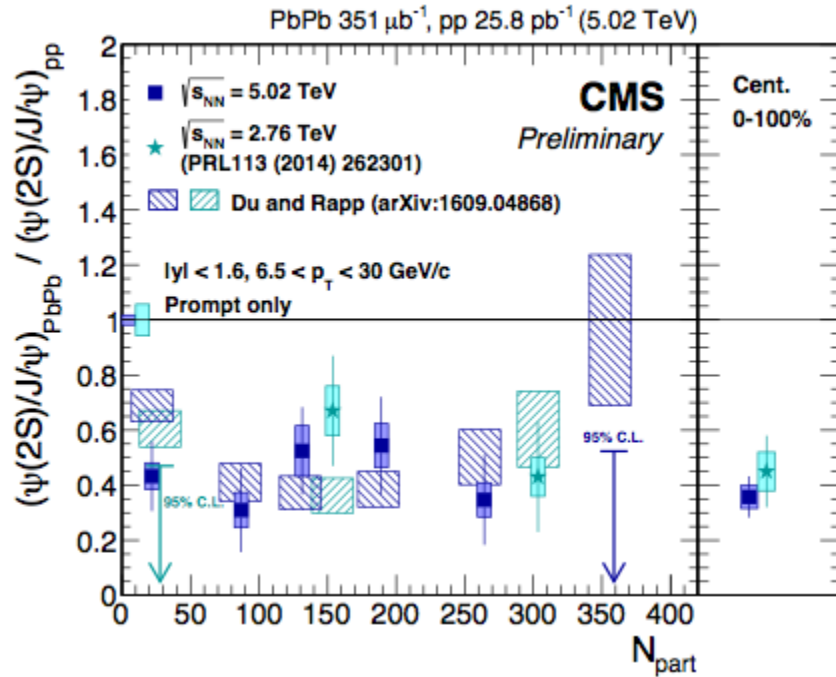 PbPb 351 μb⁻¹, pp 25.8 pb⁻¹ (5.02 TeV)
(ψ(2S)/J/ψ)PbPb / (ψ(2S)/J/ψ)pp
2
1.8
1.6
1.4
1.2
1
0.8
0.6
0.4
0.2
0
√sNN = 5.02 TeV
√sNN = 2.76 TeV
(PRL113 (2014) 262301)
Du and Rapp (arXiv:1609.04868)
CMS
Preliminary
Cent.
0-100%
|y| < 1.6, 6.5 < pT < 30 GeV/c
Prompt only
95% C.L.
95% C.L.
0 50 100 150 200 250 300 350 400
Npart